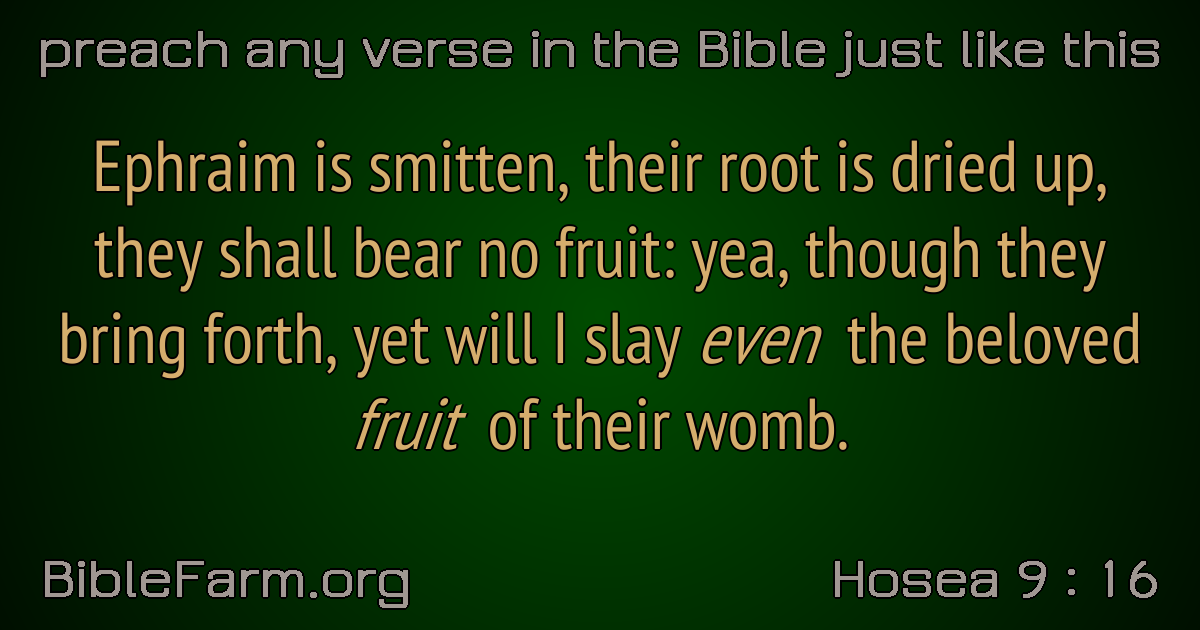 preach any verse in the Bible just like this
Ephraim is smitten, their root is dried up,
they shall bear no fruit: yea, though they
bring forth, yet will I slay even the beloved
fruit of their womb.
BibleFarm.org
Hosea 9 : 16